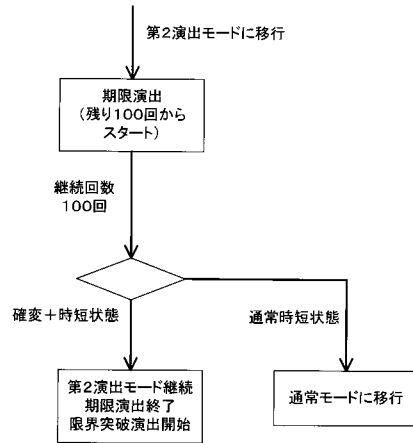 第2演出モードに移行
期限演出
(残り100回から
スタート)
継続回数
100回
確変+時短状態
通常時短状態
第2演出モード継続
期限演出終了
限界突破演出開始
通常モードに移行